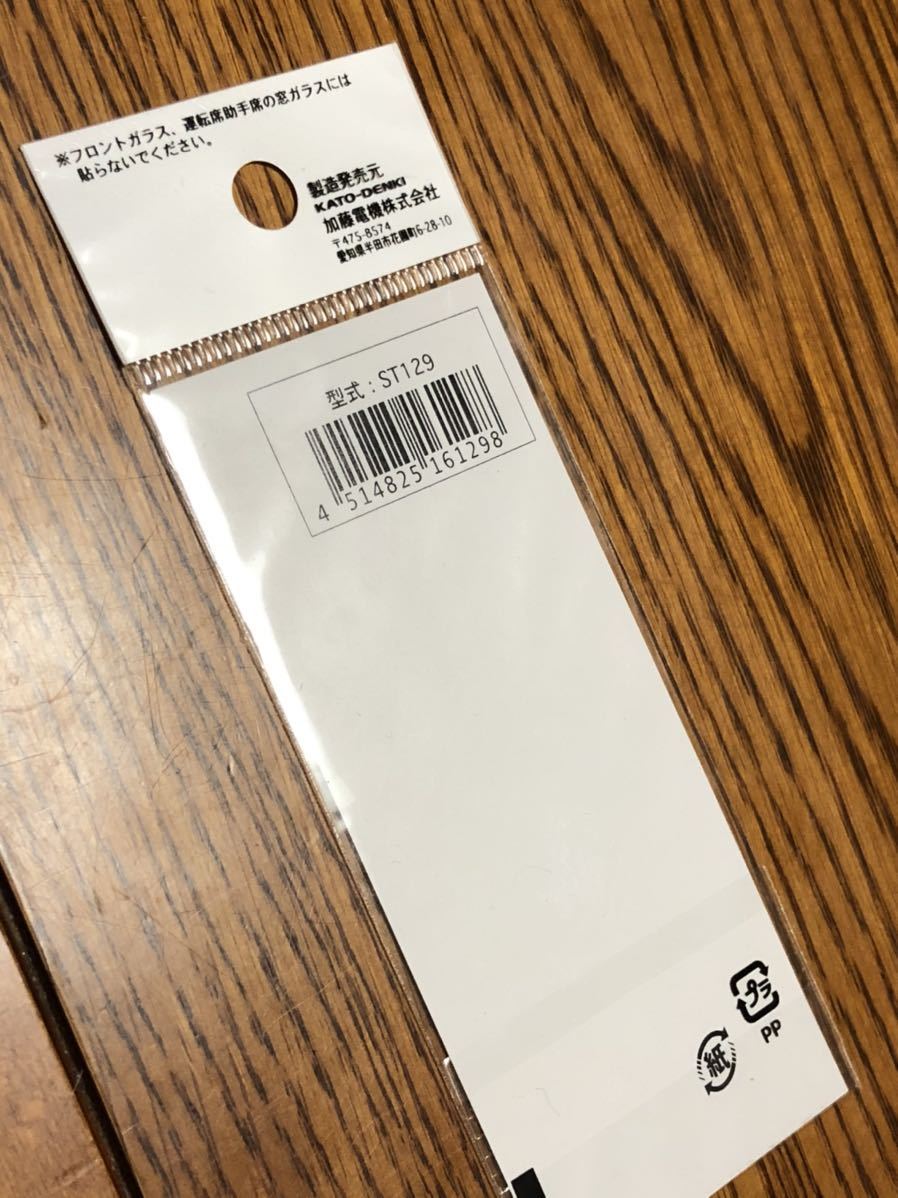 ※フロントガラス、運転席助手席の窓ガラスには
貼らないでください。
製造発売元
KATO-DENKI
加藤電機株式会社
〒475-8574
愛知県半田市花園町6-28-10
型式：ST129
4 514825 161298
プラ
PP
紙